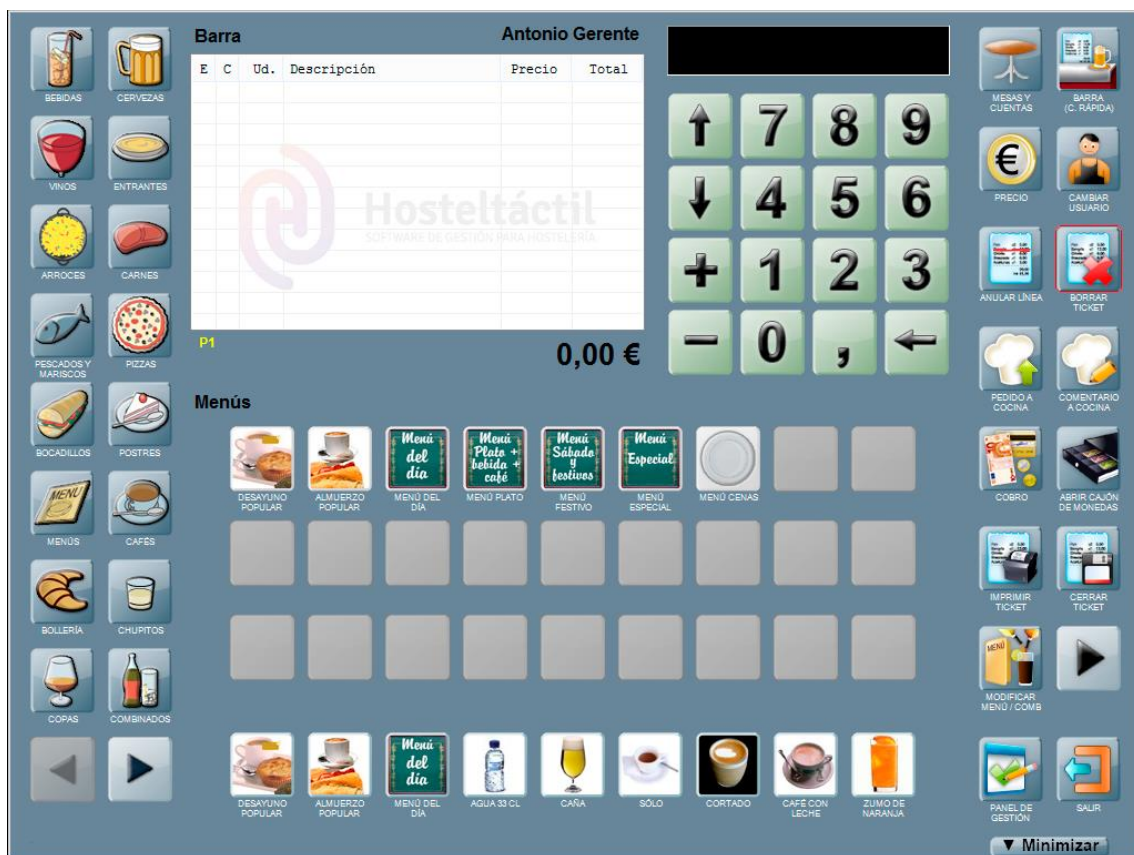 Barra
Antonio Gerente
E C Ud. Descripción Precio Total
Hosteltáctil
SOFTWARE DE GESTIÓN PARA HOSTELERÍA
P1
0,00 €
BEBIDAS
CERVEZAS
VINOS
ENTRANTES
ARROCES
CARNES
PESCADOS Y
MARISCOS
PIZZAS
BOCADILLOS
POSTRES
MENU
MENÚS
CAFÉS
BOLLERÍA
CHUPITOS
COPAS
COMBINADOS
7 8 9
4 5 6
+ 1 2 3
- 0 ,
MESAS Y
CUENTAS
BARRA
(C. RÁPIDA)
€
PRECIO
CAMBIAR
USUARIO
ANULAR LÍNEA
BORRAR
TICKET
PEDIDO A
COCINA
COMENTARIO
A COCINA
COBRO
ABRIR CAJÓN
DE MONEDAS
IMPRIMIR
TICKET
CERRAR
TICKET
MENÚ
MODIFICAR
MENÚ / COMB
PANEL DE
GESTIÓN
SALIR
▼ Minimizar
Menús
Menú
del
día
Menú
Plato +
bebida +
café
Menú
Sábado
y
festivos
Menú
Especial
DESAYUNO
POPULAR
ALMUERZO
POPULAR
MENÚ DEL
DÍA
MENÚ PLATO
MENÚ
FESTIVO
MENÚ
ESPECIAL
MENÚ CENAS
Menú
del
día
DESAYUNO
POPULAR
ALMUERZO
POPULAR
MENÚ DEL
DÍA
AGUA 33 CL
CAÑA
SÓLO
CORTADO
CAFÉ CON
LECHE
ZUMO DE
NARANJA